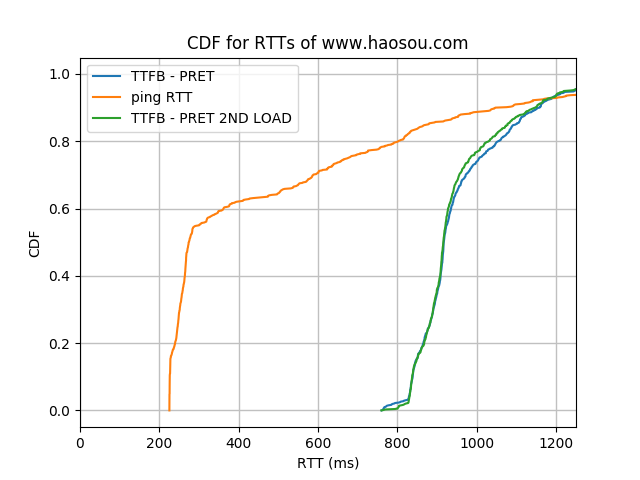 CDF for RTTs of www.haosou.com
TTFB - PRET
ping RTT
TTFB - PRET 2ND LOAD
1.0
0.8
0.6
0.4
0.2
0.0
CDF
0
200
400
600
800
1000
1200
RTT (ms)